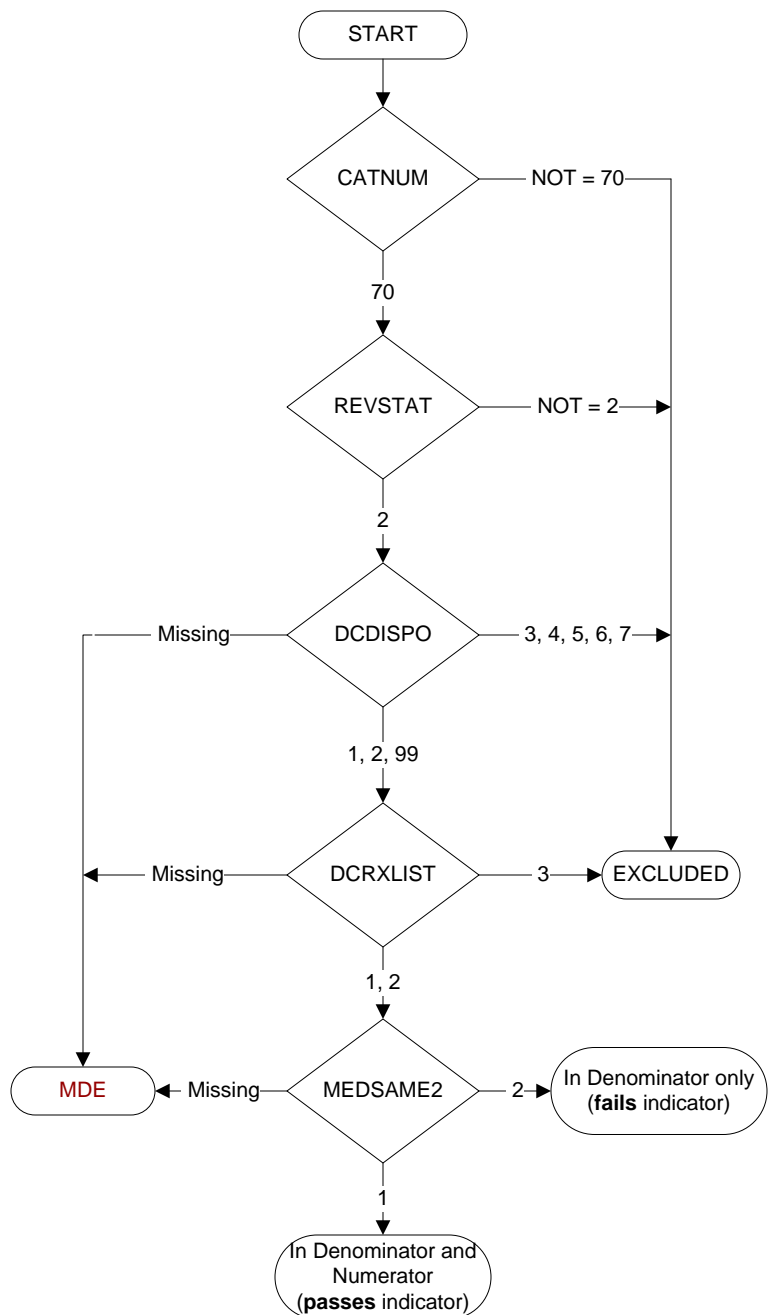 START
CATNUM
NOT = 70
70
REVSTAT
NOT = 2
2
Missing
DCDISPO
3, 4, 5, 6, 7
1, 2, 99
Missing
DCRXLIST
3
EXCLUDED
1, 2
MDE
Missing
MEDSAME2
2
In Denominator only
(fails indicator)
1
In Denominator and
Numerator
(passes indicator)